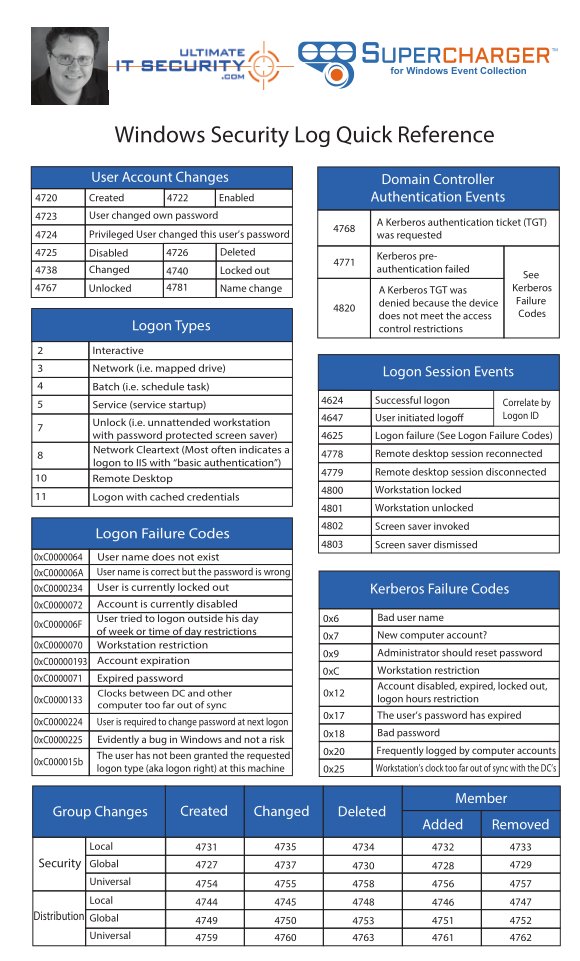 ULTIMATE
IT SECURITY
.COM
SUPERCHARGER™
for Windows Event Collection
Windows Security Log Quick Reference
User Account Changes
4720 Created 4722 Enabled
4723 User changed own password
4724 Privileged User changed this user's password
4725 Disabled 4726 Deleted
4738 Changed 4740 Locked out
4767 Unlocked 4781 Name change
Logon Types
2 Interactive
3 Network (i.e. mapped drive)
4 Batch (i.e. schedule task)
5 Service (service startup)
7 Unlock (i.e. unnattended workstation
with password protected screen saver)
8 Network Cleartext (Most often indicates a
logon to IIS with “basic authentication”)
10 Remote Desktop
11 Logon with cached credentials
Logon Failure Codes
0xC0000064 User name does not exist
0xC000006A User name is correct but the password is wrong
0xC0000234 User is currently locked out
0xC0000072 Account is currently disabled
0xC000006F User tried to logon outside his day
of week or time of day restrictions
0xC0000070 Workstation restriction
0xC00000193 Account expiration
0xC0000071 Expired password
0xC0000133 Clocks between DC and other
computer too far out of sync
0xC0000224 User is required to change password at next logon
0xC0000225 Evidently a bug in Windows and not a risk
0xC000015b The user has not been granted the requested
logon type (aka logon right) at this machine
Domain Controller
Authentication Events
4768 A Kerberos authentication ticket (TGT)
was requested
4771 Kerberos pre-
authentication failed
4820 A Kerberos TGT was
denied because the device
does not meet the access
control restrictions
See
Kerberos
Failure
Codes
Logon Session Events
4624 Successful logon
4647 User initiated logoff
Correlate by
Logon ID
4625 Logon failure (See Logon Failure Codes)
4778 Remote desktop session reconnected
4779 Remote desktop session disconnected
4800 Workstation locked
4801 Workstation unlocked
4802 Screen saver invoked
4803 Screen saver dismissed
Kerberos Failure Codes
0x6 Bad user name
0x7 New computer account?
0x9 Administrator should reset password
0xC Workstation restriction
0x12 Account disabled, expired, locked out,
logon hours restriction
0x17 The user's password has expired
0x18 Bad password
0x20 Frequently logged by computer accounts
0x25 Workstation's clock too far out of sync with the DC's
Group Changes Created Changed Deleted Member
Added Removed
Security Local 4731 4735 4734 4732 4733
Global 4727 4737 4730 4728 4729
Universal 4754 4755 4758 4756 4757
Distribution Local 4744 4745 4748 4746 4747
Global 4749 4750 4753 4751 4752
Universal 4759 4760 4763 4761 4762